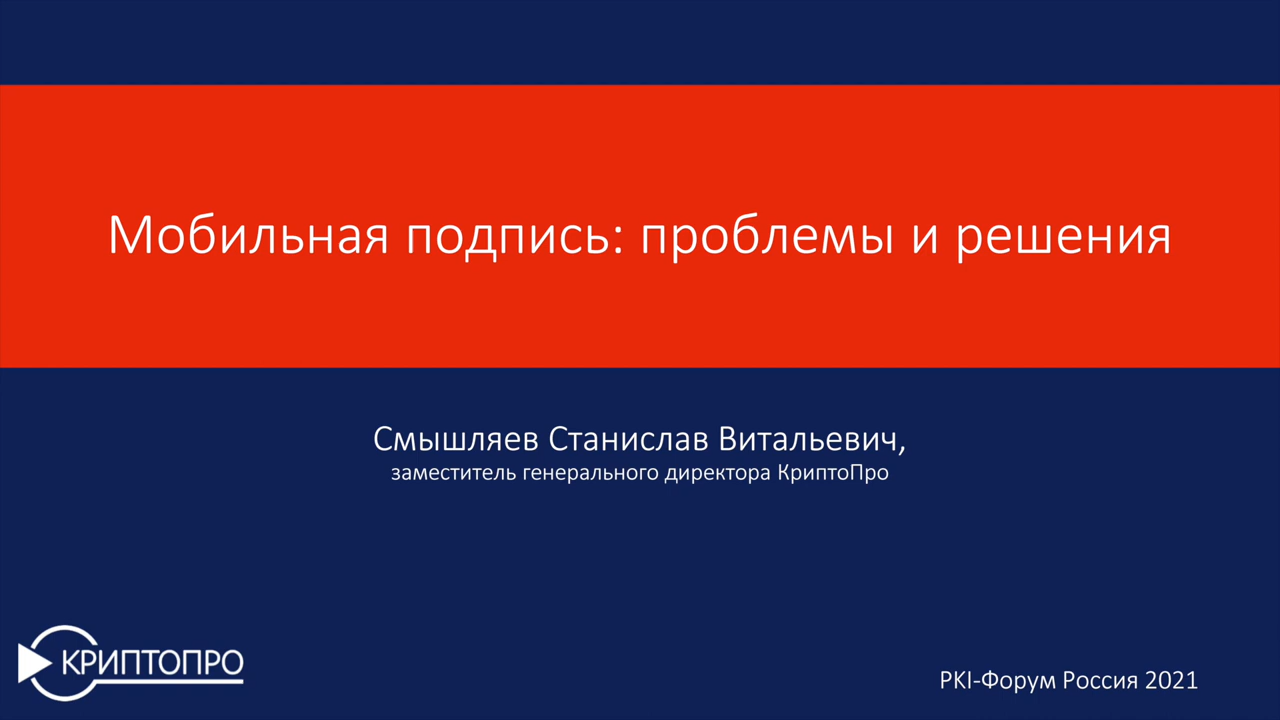 Мобильная подпись: проблемы и решения
Смышляев Станислав Витальевич,
заместитель генерального директора КриптоПро
КРИПТОПРО
PKI-Форум Россия 2021